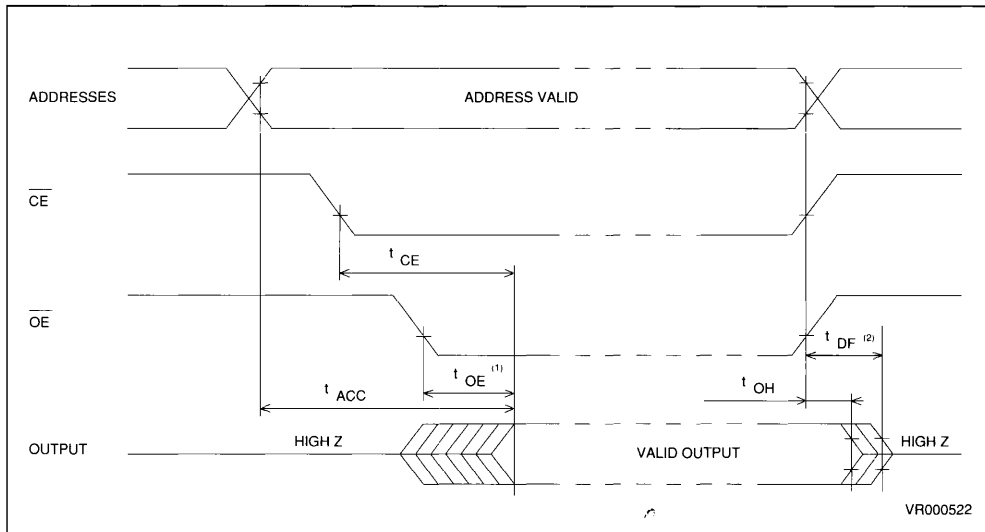 ADDRESSES
ADDRESS VALID
CE
t CE
OE
t DF (2)
t OE (1)
t OH
t ACC
HIGH Z
HIGH Z
OUTPUT
VALID OUTPUT
VR000522